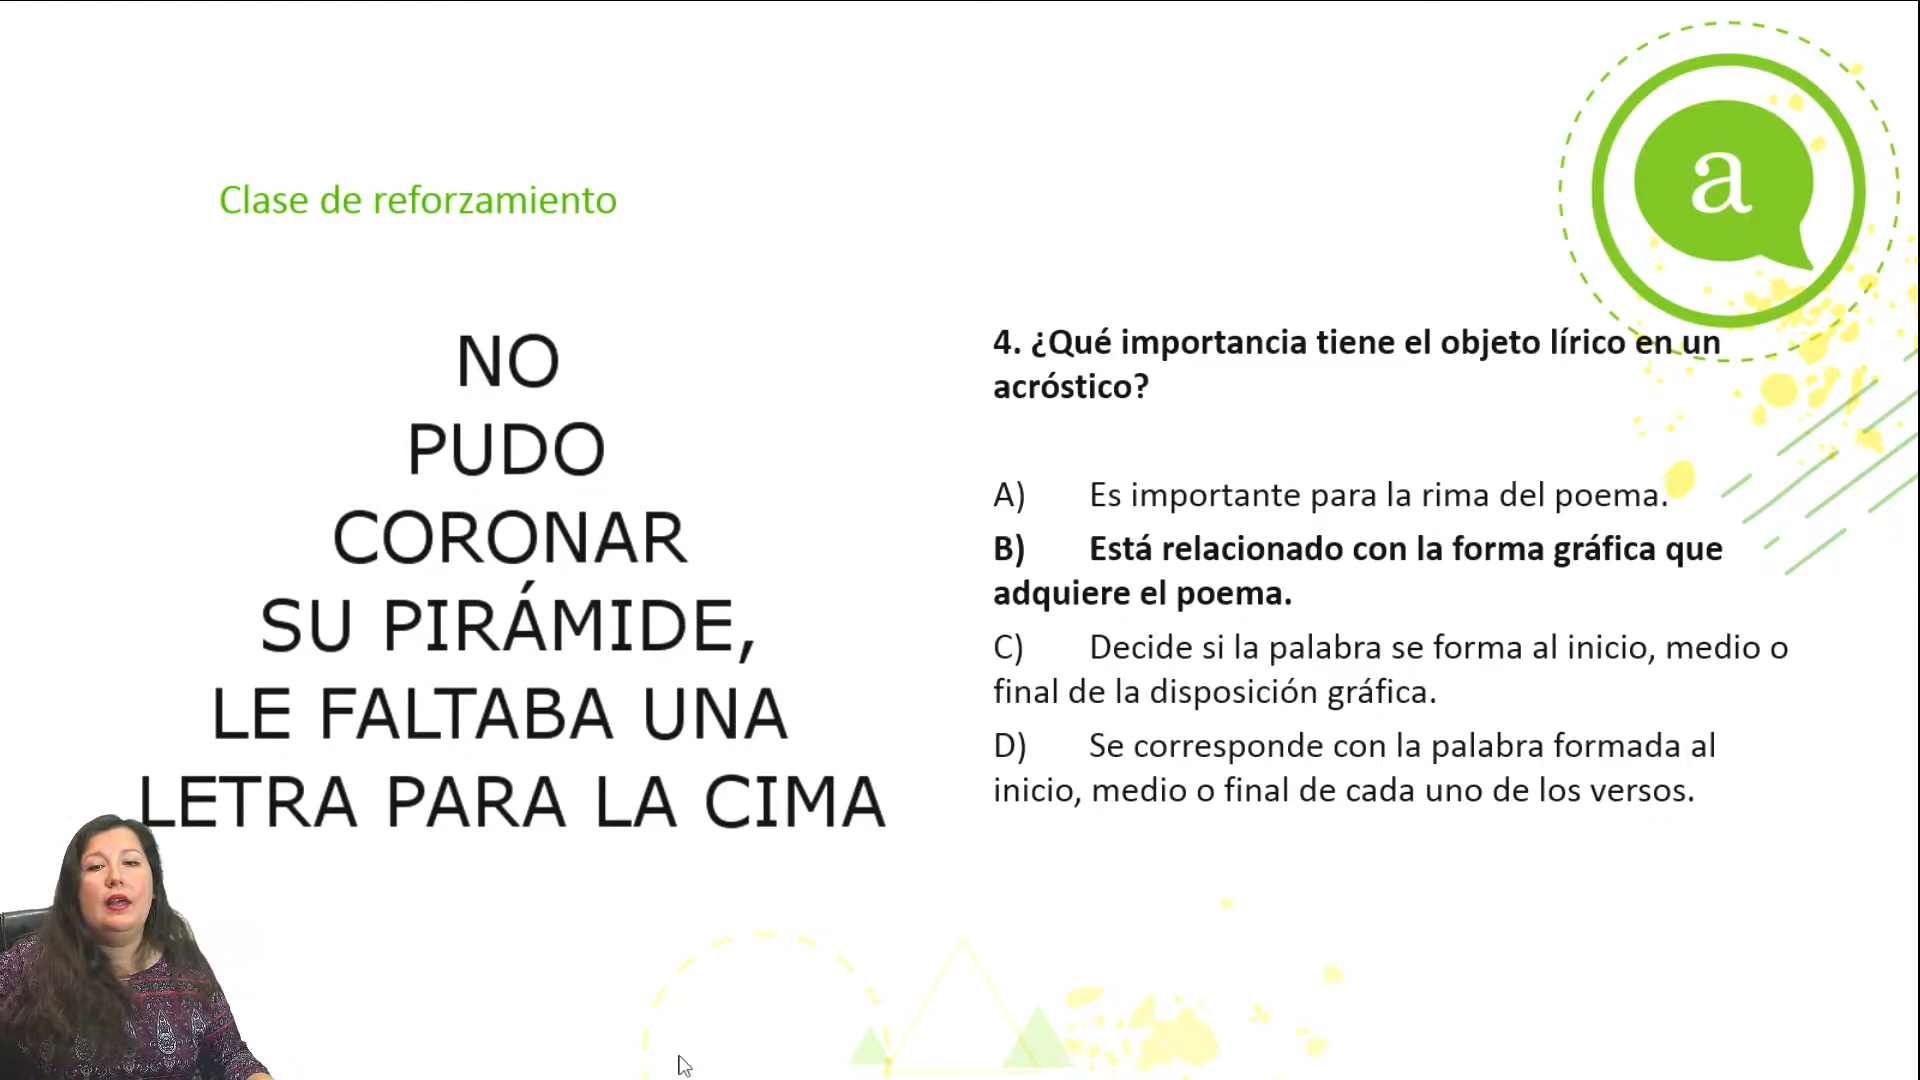 Clase de reforzamiento
a
NO
PUDO
CORONAR
SU PIRÁMIDE,
LE FALTABA UNA
LETRA PARA LA CIMA
4. ¿Qué importancia tiene el objeto lírico en un
acróstico?
A) Es importante para la rima del poema.
B) Está relacionado con la forma gráfica que
adquiere el poema.
C) Decide si la palabra se forma al inicio, medio o
final de la disposición gráfica.
D) Se corresponde con la palabra formada al
inicio, medio o final de cada uno de los versos.